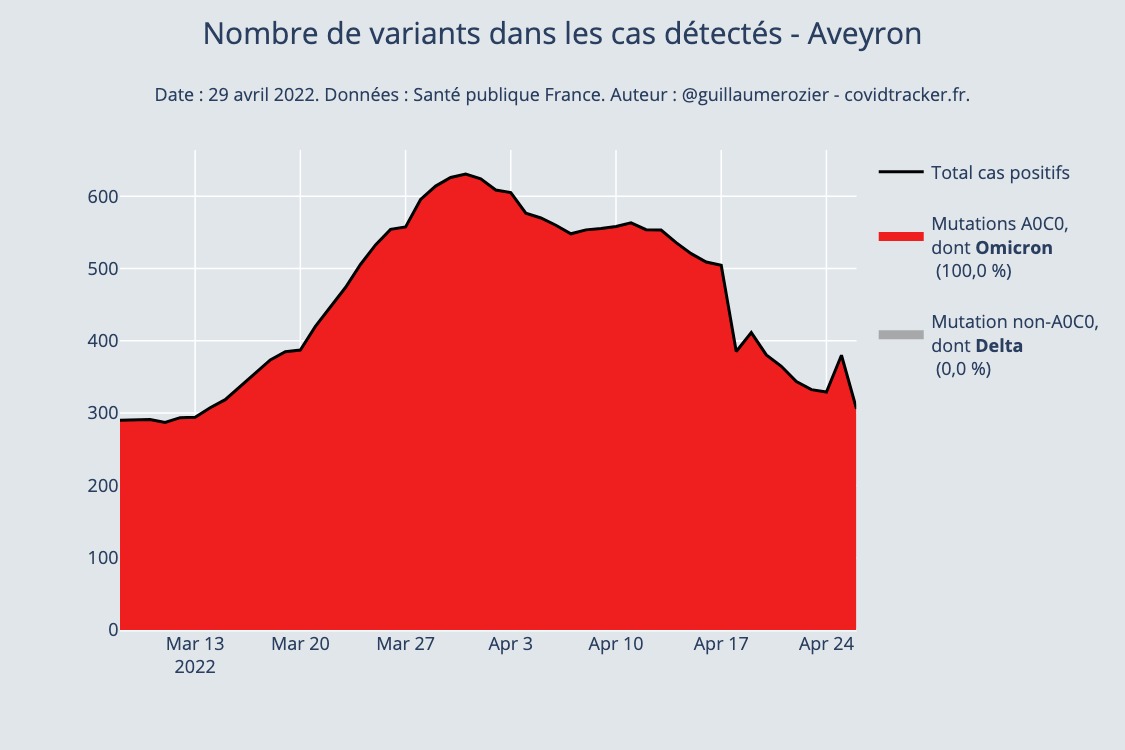 Nombre de variants dans les cas détectés - Aveyron
Date : 29 avril 2022. Données : Santé publique France. Auteur : @guillaumerozier - covidtracker.fr.
Total cas positifs
Mutations A0C0,
dont Omicron
(100,0 %)
Mutation non-A0C0,
dont Delta
(0,0 %)
600
500
400
300
200
100
0
Mar 13
2022
Mar 20
Mar 27
Apr 3
Apr 10
Apr 17
Apr 24